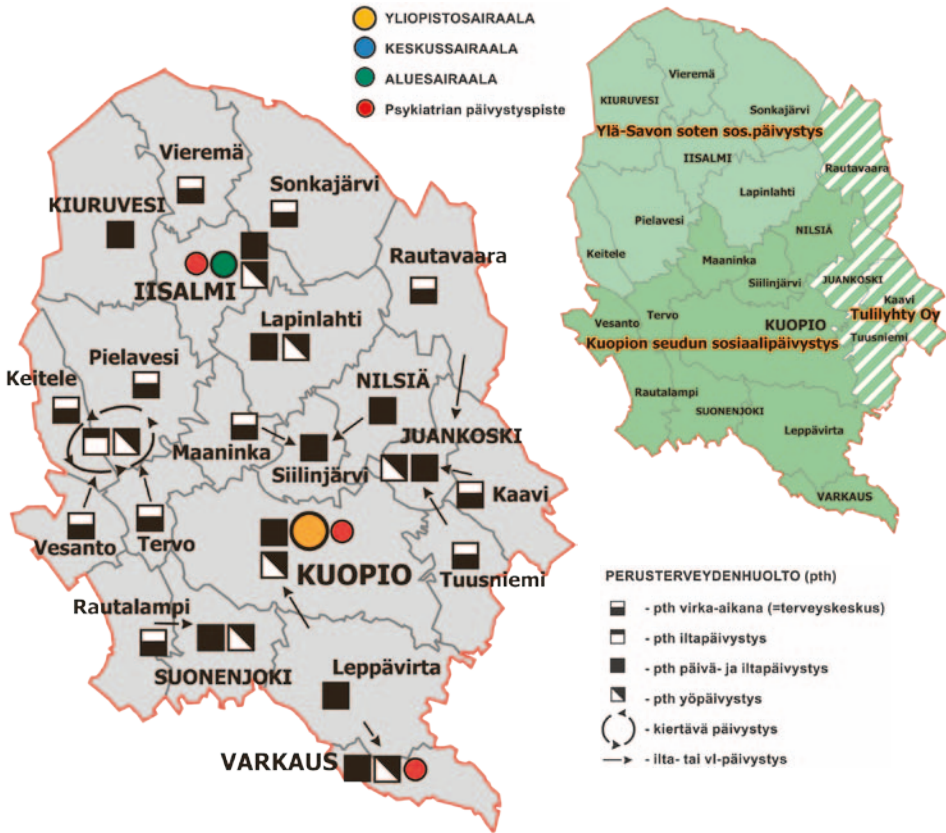 YLIOPISTOSAIRAALA
KESKUSSAIRAALA
ALUESAIRAALA
Psykiatrian päivystyspiste
Vieremä
Sonkajärvi
KIURUVESI
Rautavaara
IISALMI
Lapinlahti
Pielavesi
Keitele
NILSIÄ
JUANKOSKI
Maaninka
Siilinjärvi
Kaavi
Vesanto
Tervo
KUOPIO
Tuusniemi
Rautalampi
SUONENJOKI
Leppävirta
VARKAUS
Vieremä
KIURUVESI
Sonkajärvi
Ylä-Savon soten sos.päivystys
IISALMI
Rautavaara
Lapinlahti
Pielavesi
NILSIÄ
Keitele
Maaninka
Siilinjärvi
JUANKOSKI
Kaavi
Tulilyhty Oy
Vesanto
Tervo
KUOPIO
Kuopion seudun sosiaalipäivystys
Tuusniemi
Rautalampi
SUONENJOKI
Leppävirta
VARKAUS
PERUSTERVEYDENHUOLTO (pth)
- pth virka-aikana (=terveyskeskus)
- pth iltapäivystys
- pth päivä- ja iltapäivystys
- pth yöpäivystys
- kiertävä päivystys
- ilta- tai vl-päivystys